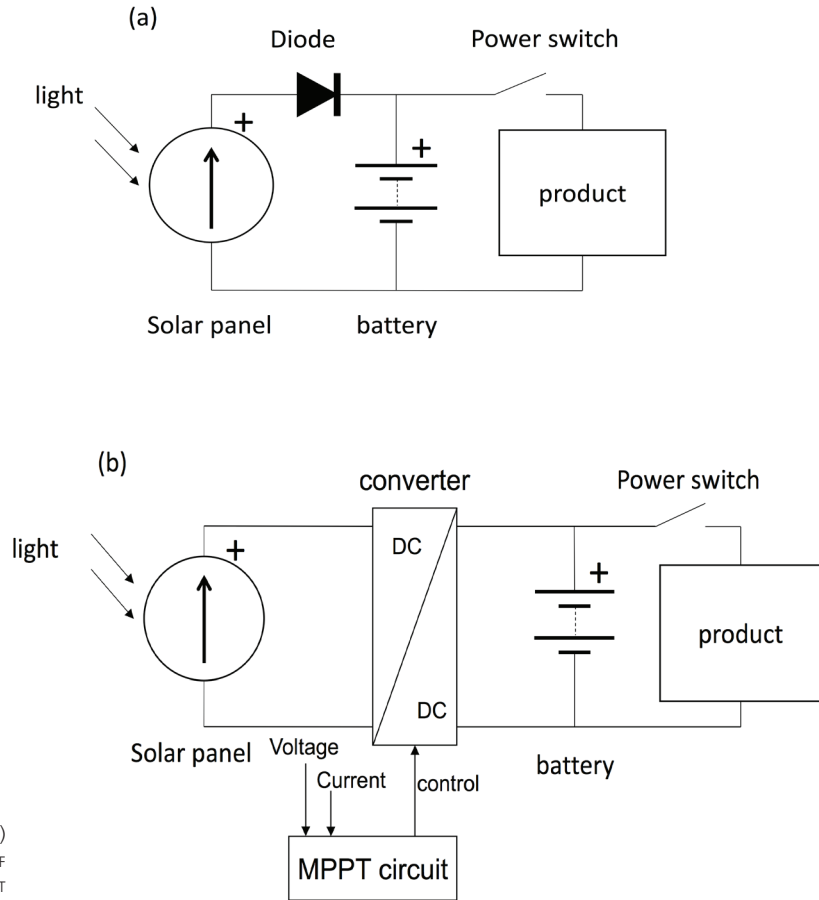 (a)
Diode
Power switch
light
+
+
product
Solar panel
battery
(b)
converter
Power switch
light
+
DC
+
product
DC
Solar panel
Voltage
battery
Current
control
MPPT circuit
)
F
T